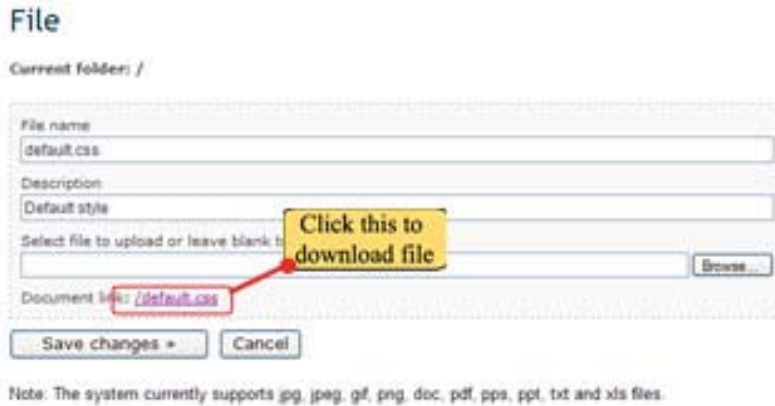 File
Current folder: /
File name
default.css
Description
Default style
Click this to
download file
Select file to upload or leave blank t
Browse...
Document link: /default.css
Save changes »
Cancel
Note: The system currently supports jpg, jpeg, gif, png, doc, pdf, pps, ppt, txt and xls files.